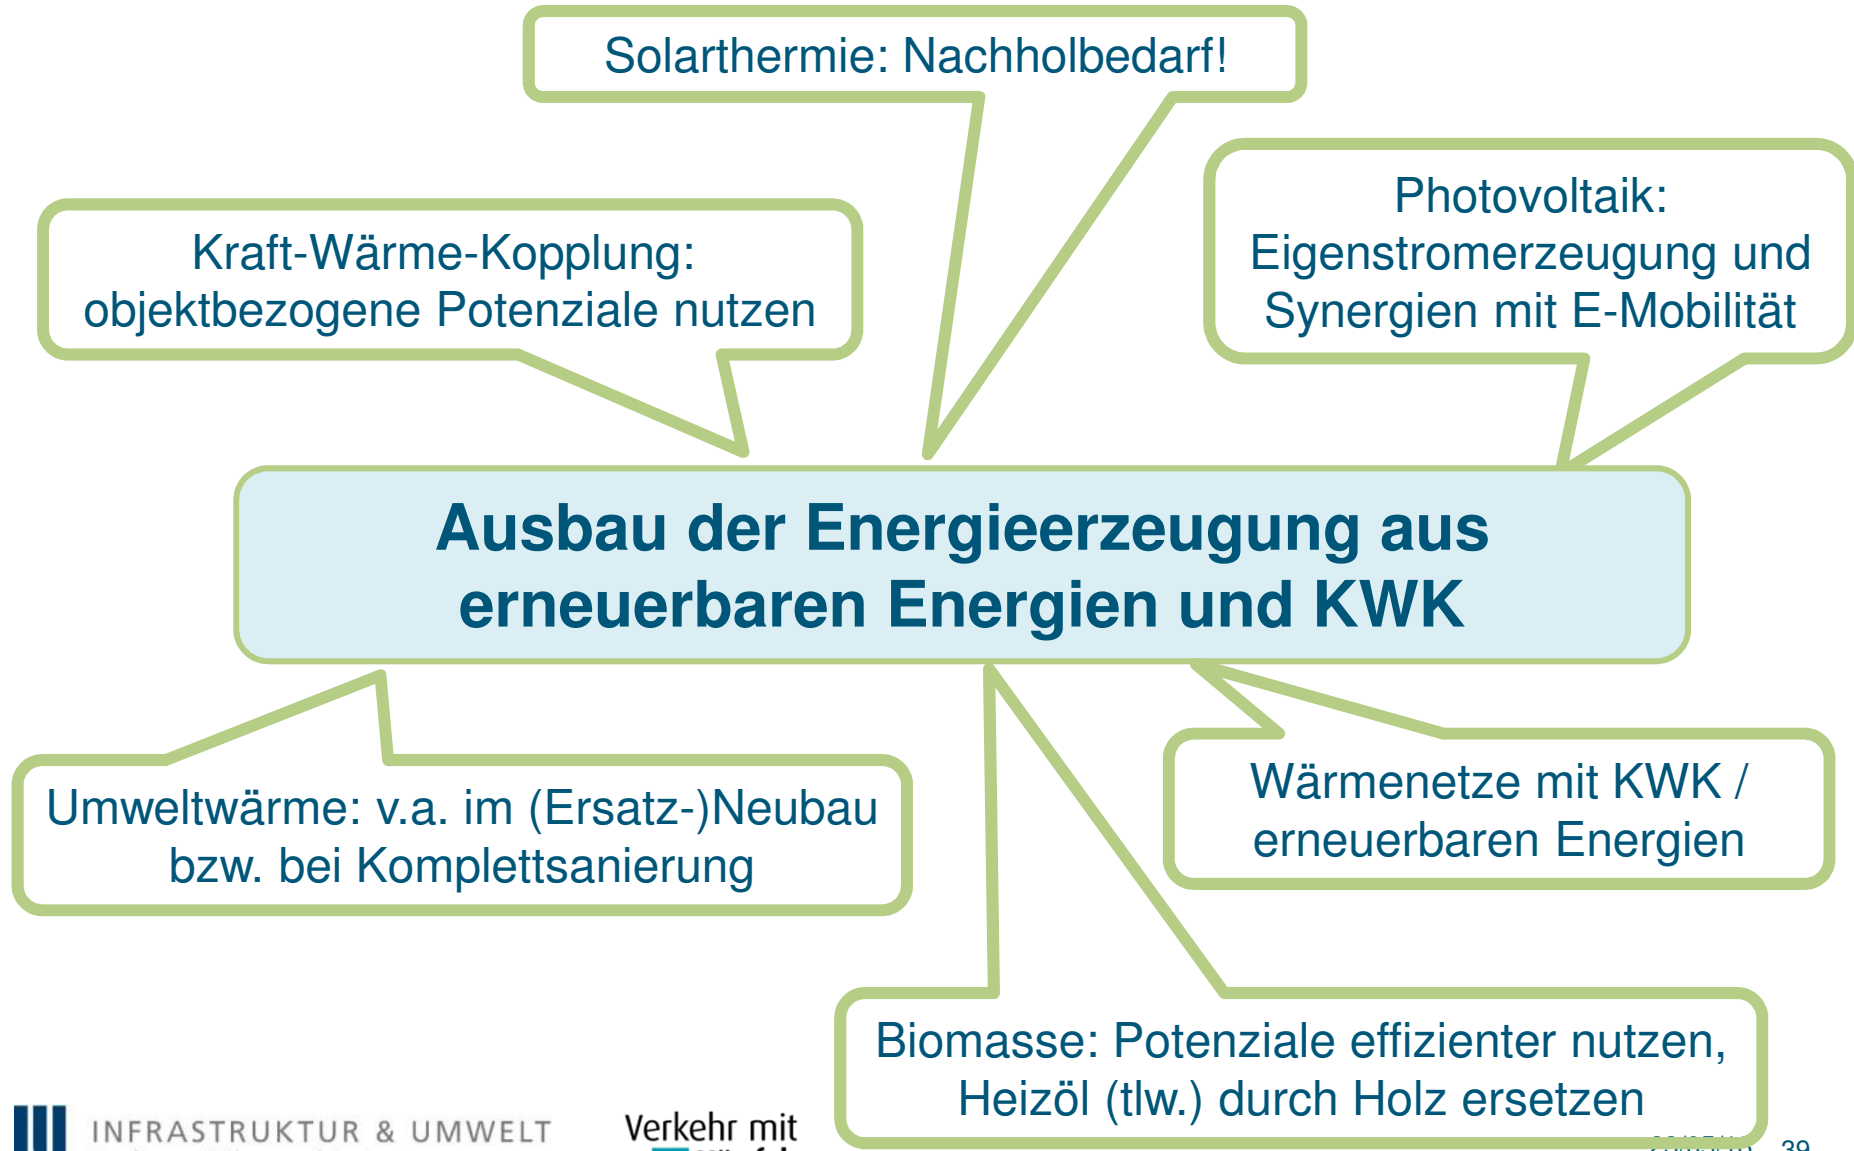 Solarthermie: Nachholbedarf!
Kraft-Wärme-Kopplung:
objektbezogene Potenziale nutzen
Photovoltaik:
Eigenstromerzeugung und
Synergien mit E-Mobilität
Ausbau der Energieerzeugung aus
erneuerbaren Energien und KWK
Umweltwärme: v.a. im (Ersatz-)Neubau
bzw. bei Komplettsanierung
Wärmenetze mit KWK /
erneuerbaren Energien
Biomasse: Potenziale effizienter nutzen,
Heizöl (tlw.) durch Holz ersetzen
INFRASTRUKTUR & UMWELT
Verkehr mit
39